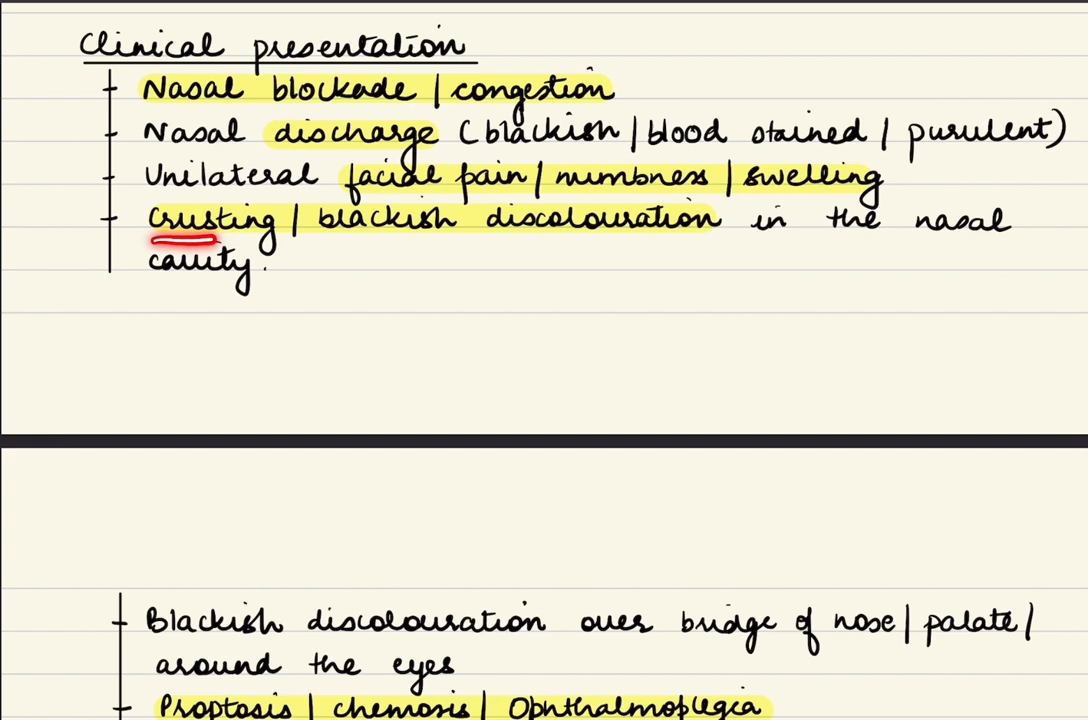 Clinical presentation
Nasal blockade | congestion
Nasal discharge (blackish | blood stained | purulent)
Unilateral facial pain | numbness | swelling
Crusting | blackish discolouration in the nasal
cavity.
Blackish discolouration over bridge of nose | palate |
around the eyes
Proptosis | chemosis | Ophthalmoplegia